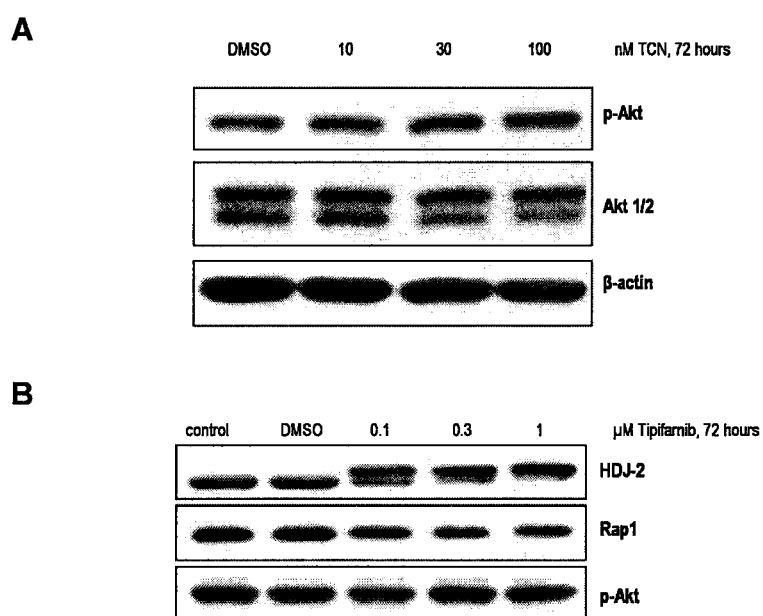 A
DMSO 10 30 100 nM TCN, 72 hours
p-Akt
Akt 1/2
β-actin
B
control DMSO 0.1 0.3 1 μM Tipifarnib, 72 hours
HDJ-2
Rap1
p-Akt